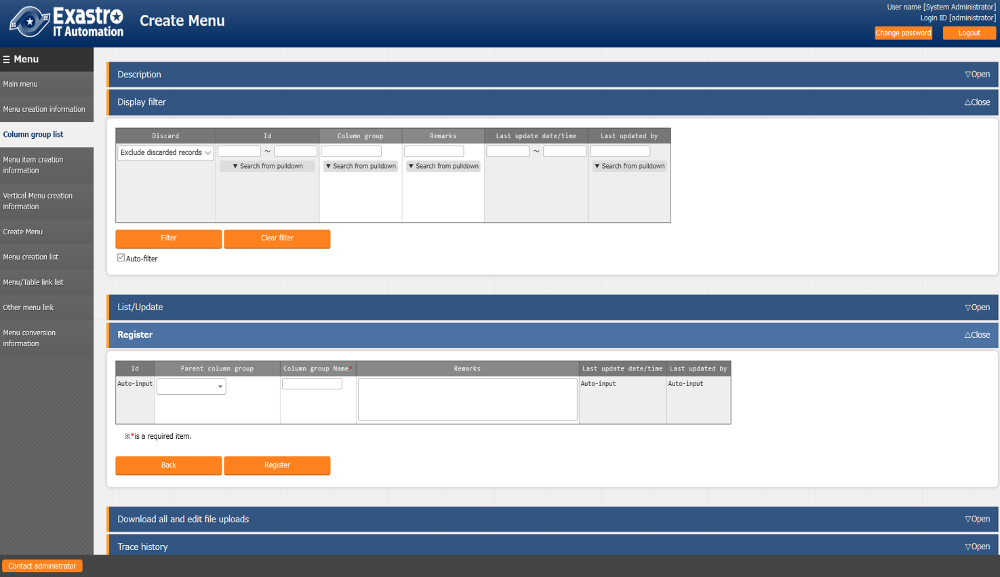 Exastro
IT Automation
Create Menu
User name [System Administrator]
Login ID [administrator]
Change password
Logout
☰ Menu
Main menu
Menu creation information
Column group list
Menu item creation
information
Vertical Menu creation
information
Create Menu
Menu creation list
Menu/Table link list
Other menu link
Menu conversion
information
Description ▽Open
Display filter △Close
Discard Id Column group Remarks Last update date/time Last updated by
Exclude discarded records ~ ~
▼ Search from pulldown ▼ Search from pulldown ▼ Search from pulldown ▼ Search from pulldown
Filter Clear filter
Auto-filter
List/Update ▽Open
Register △Close
Id Parent column group Column group Name* Remarks Last update date/time Last updated by
Auto-input Auto-input Auto-input
※*is a required item.
Back Register
Download all and edit file uploads ▽Open
Trace history ▽Open
Contact administrator